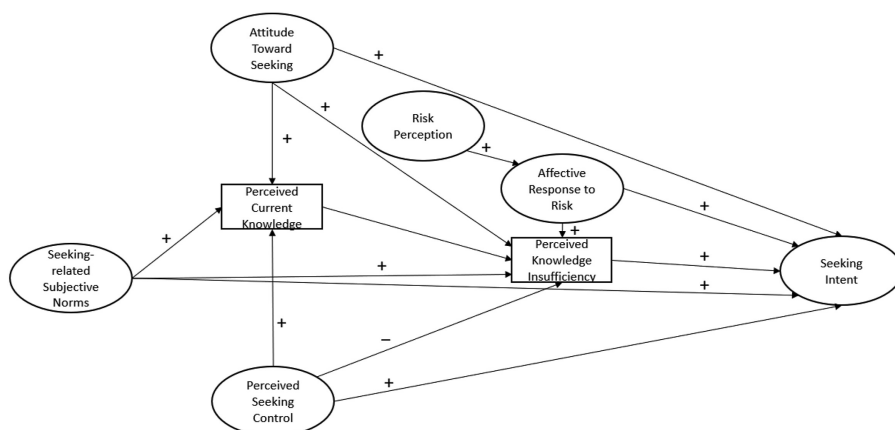 Attitude
Toward
Seeking
+
+
Risk
Perception
+
+
Affective
Response to
Risk
Perceived
Current
Knowledge
+
+
+
Perceived
Knowledge
Insufficiency
Seeking-
related
Subjective
Norms
+
+
+
Seeking
Intent
+
−
+
Perceived
Seeking
Control